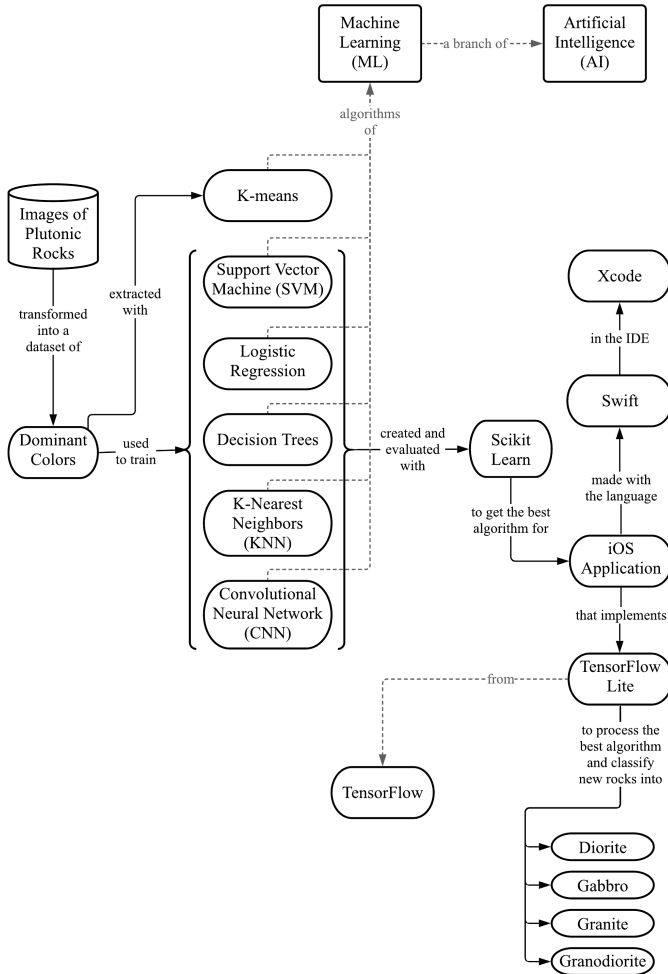 Machine
Learning
(ML)
a branch of
Artificial
Intelligence
(AI)
algorithms
of
K-means
Images of
Plutonic
Rocks
extracted
with
transformed
into a
dataset of
Dominant
Colors
used
to train
Support Vector
Machine (SVM)
Logistic
Regression
Decision Trees
K-Nearest
Neighbors
(KNN)
Convolutional
Neural Network
(CNN)
created and
evaluated
with
Scikit
Learn
to get the best
algorithm for
Xcode
in the IDE
Swift
made with
the language
iOS
Application
that implements
TensorFlow
Lite
from
TensorFlow
to process the
best algorithm
and classify
new rocks into
Diorite
Gabbro
Granite
Granodiorite